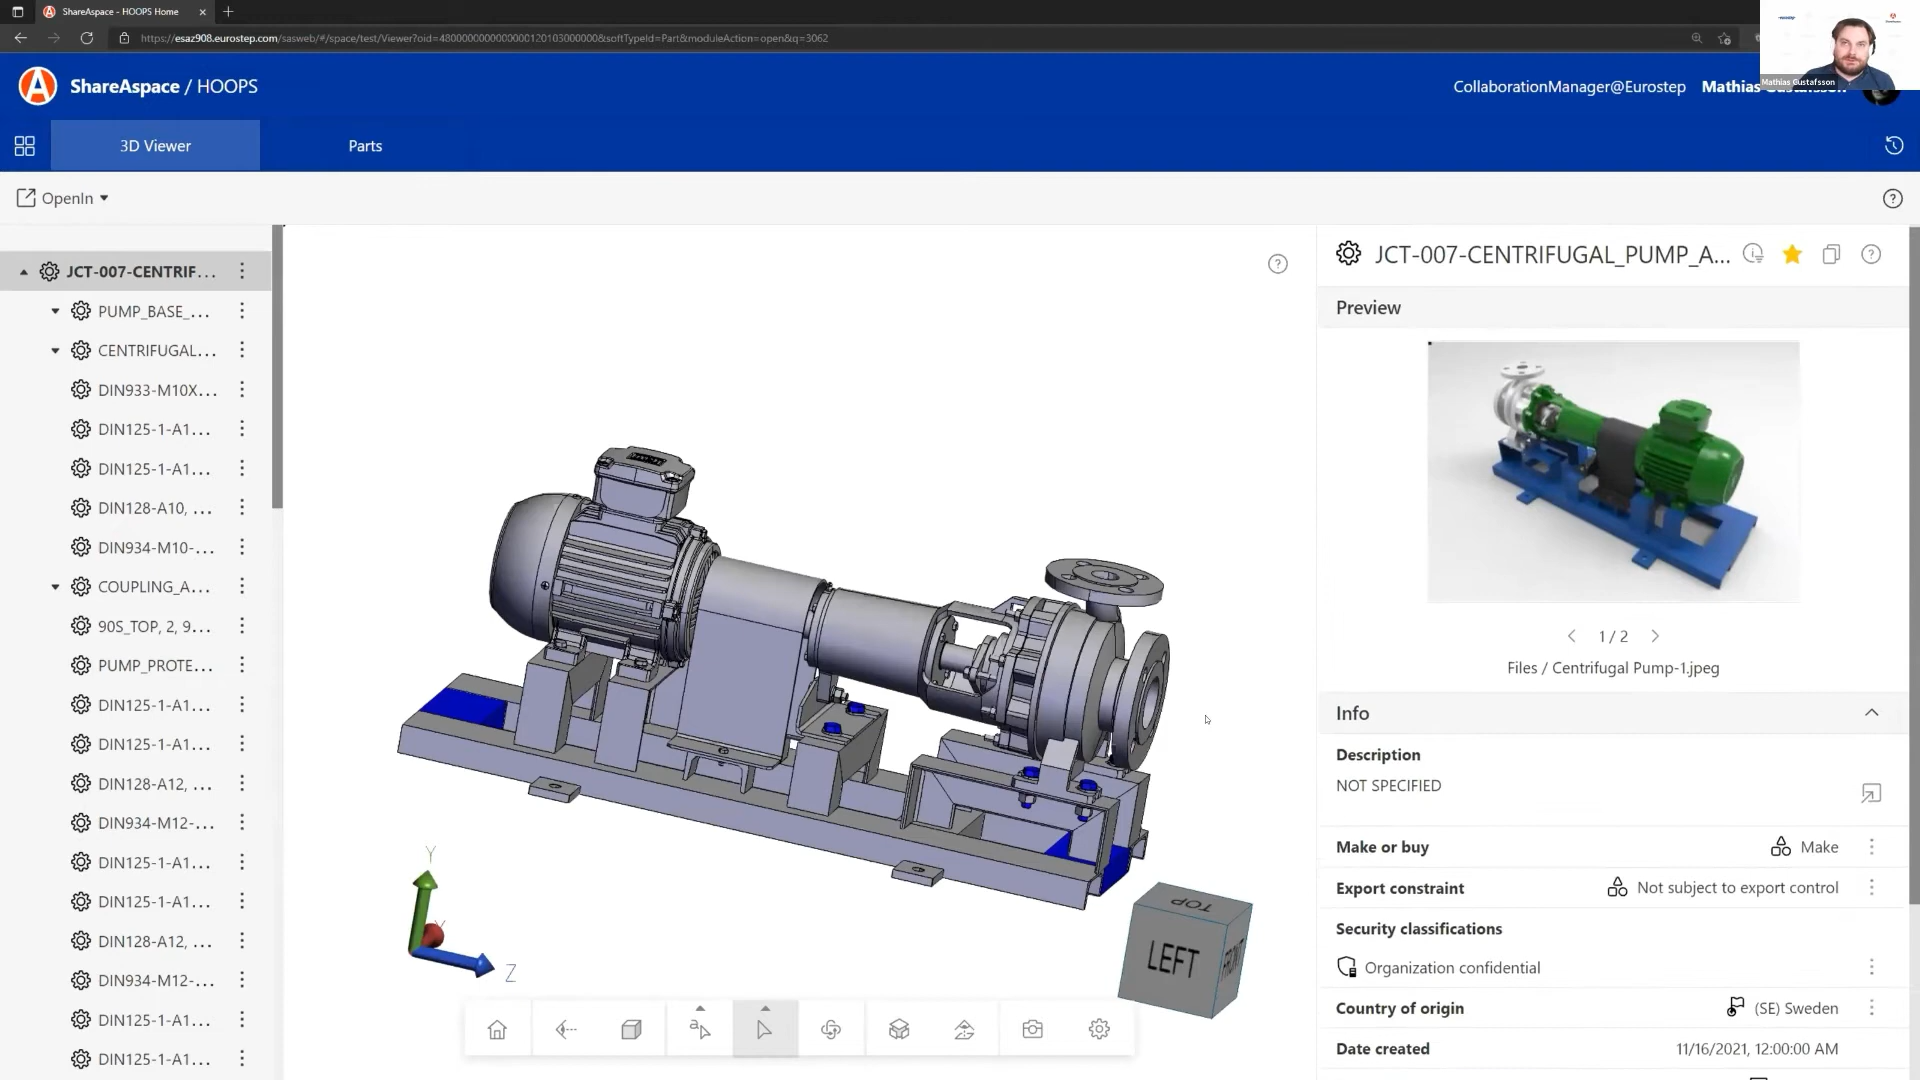 ShareAspace - HOOPS Home
https://esaz908.eurostep.com/sasweb/#/space/test/Viewer?oid=4800000000000000120103000000&softTypeId=Part&moduleAction=open&q=3062
Mathias Gustafsson
ShareAspace / HOOPS
CollaborationManager@Eurostep
Mathias
3D Viewer
Parts
OpenIn
JCT-007-CENTRIF...
PUMP_BASE_...
CENTRIFUGAL...
DIN933-M10X...
DIN125-1-A1...
DIN125-1-A1...
DIN128-A10, ...
DIN934-M10-...
COUPLING_A...
90S_TOP, 2, 9...
PUMP_PROTE...
DIN125-1-A1...
DIN125-1-A1...
DIN128-A12, ...
DIN934-M12-...
DIN125-1-A1...
DIN125-1-A1...
DIN128-A12, ...
DIN934-M12-...
DIN125-1-A1...
DIN125-1-A1...
Y
Z
TOP
LEFT
FRONT
JCT-007-CENTRIFUGAL_PUMP_A...
Preview
1 / 2
Files / Centrifugal Pump-1.jpeg
Info
Description
NOT SPECIFIED
Make or buy
Make
Export constraint
Not subject to export control
Security classifications
Organization confidential
Country of origin
(SE) Sweden
Date created
11/16/2021, 12:00:00 AM